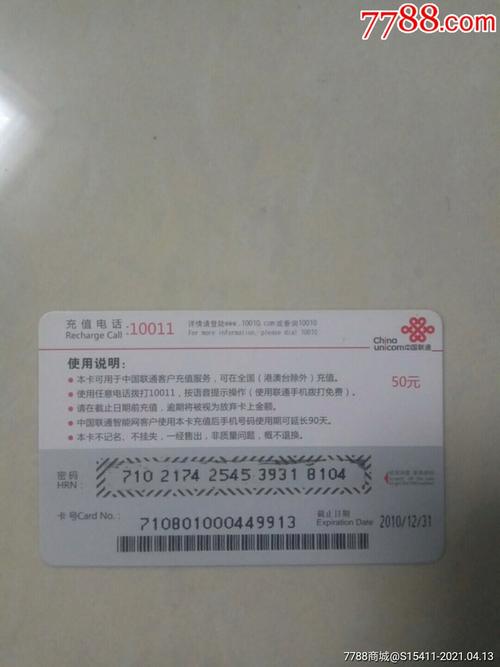 7788.com
充值电话
Recharge Call :10011
详情请登陆www.10010.com或垂询10010
For more information,please dial 10010
China
unicom中国联通
使用说明:
50元
● 本卡可用于中国联通客户充值服务，可在全国（港澳台除外）充值。
● 使用任意电话拨打10011，按语音提示操作（使用联通手机拨打免费）。
● 请在截止日期前充值，逾期将被视为放弃卡上金额。
● 中国联通智能网客户使用本卡充值后手机号码使用期可延长90天。
● 本卡不记名、不挂失，一经售出，非质量问题，概不退换。
密码
HRN: 710 2174 2545 3931 8104
卡号Card No.: 710801000449913
截止日期
Expiration Date 2010/12/31
7788商城@S15411-2021.04.13